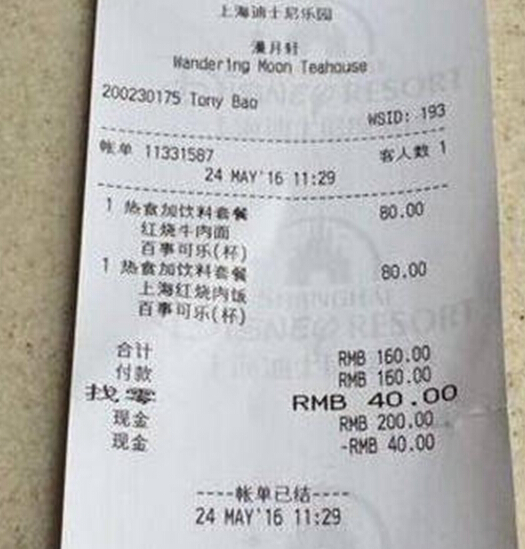 上海迪士尼乐园
漫月轩
Wandering Moon Teahouse
200230175 Tony Bao
WSID: 193
帐单 11331587 客人数 1
24 MAY'16 11:29
1 热食加饮料套餐 80.00
红烧牛肉面
百事可乐(杯)
1 热食加饮料套餐 80.00
上海红烧肉饭
百事可乐(杯)
合计 RMB 160.00
付款 RMB 160.00
找零 RMB 40.00
现金 RMB 200.00
现金 -RMB 40.00
----帐单已结----
24 MAY'16 11:29